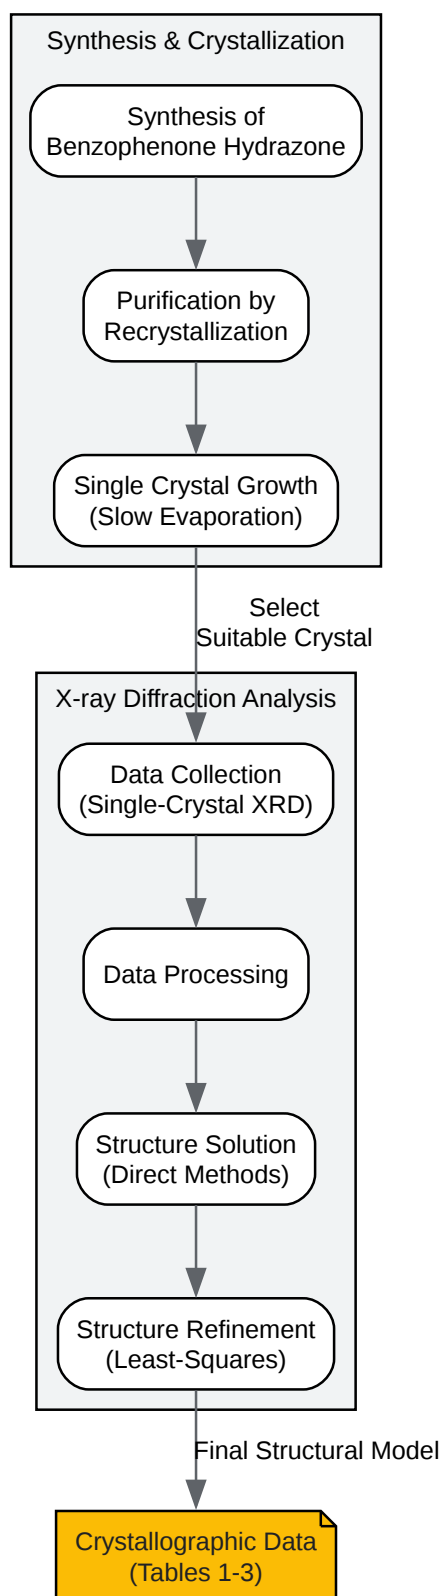 Synthesis & Crystallization
Synthesis of
Benzophenone Hydrazone
Purification by
Recrystallization
Single Crystal Growth
(Slow Evaporation)
Select
Suitable Crystal
X-ray Diffraction Analysis
Data Collection
(Single-Crystal XRD)
Data Processing
Structure Solution
(Direct Methods)
Structure Refinement
(Least-Squares)
Final Structural Model
Crystallographic Data
(Tables 1-3)